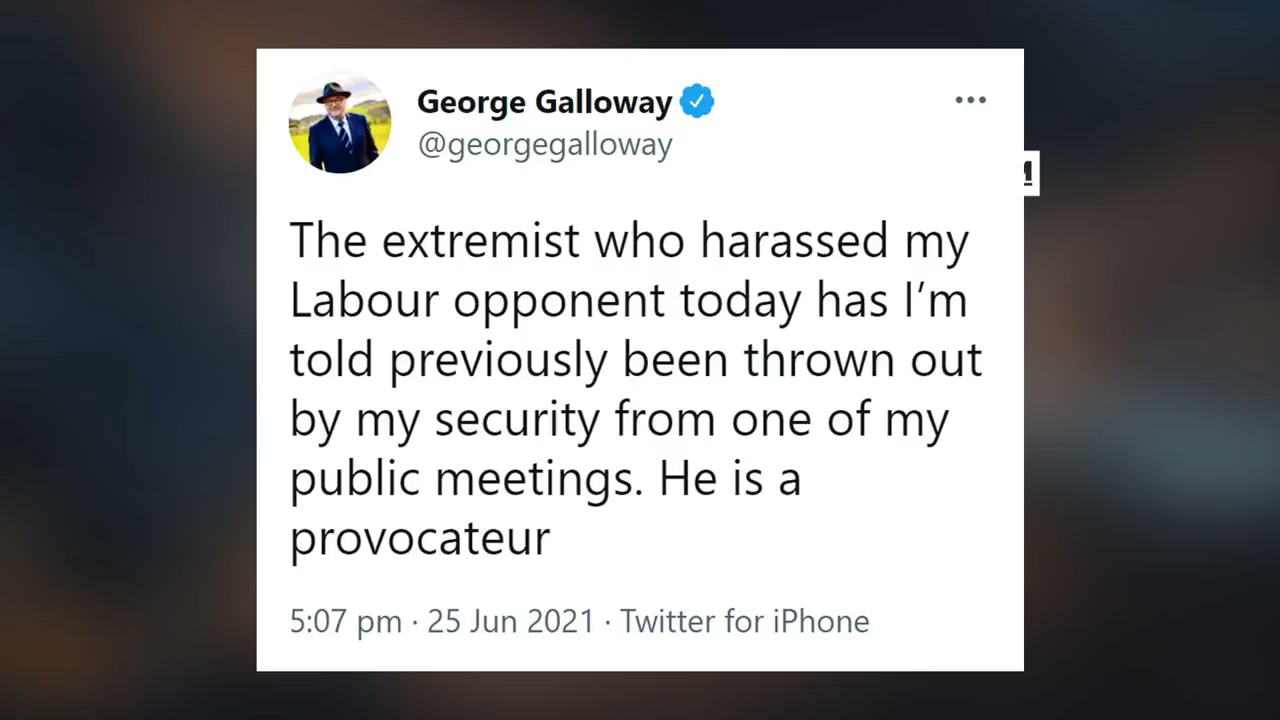 George Galloway
@georgegalloway
The extremist who harassed my
Labour opponent today has I’m
told previously been thrown out
by my security from one of my
public meetings. He is a
provocateur
5:07 pm · 25 Jun 2021 · Twitter for iPhone